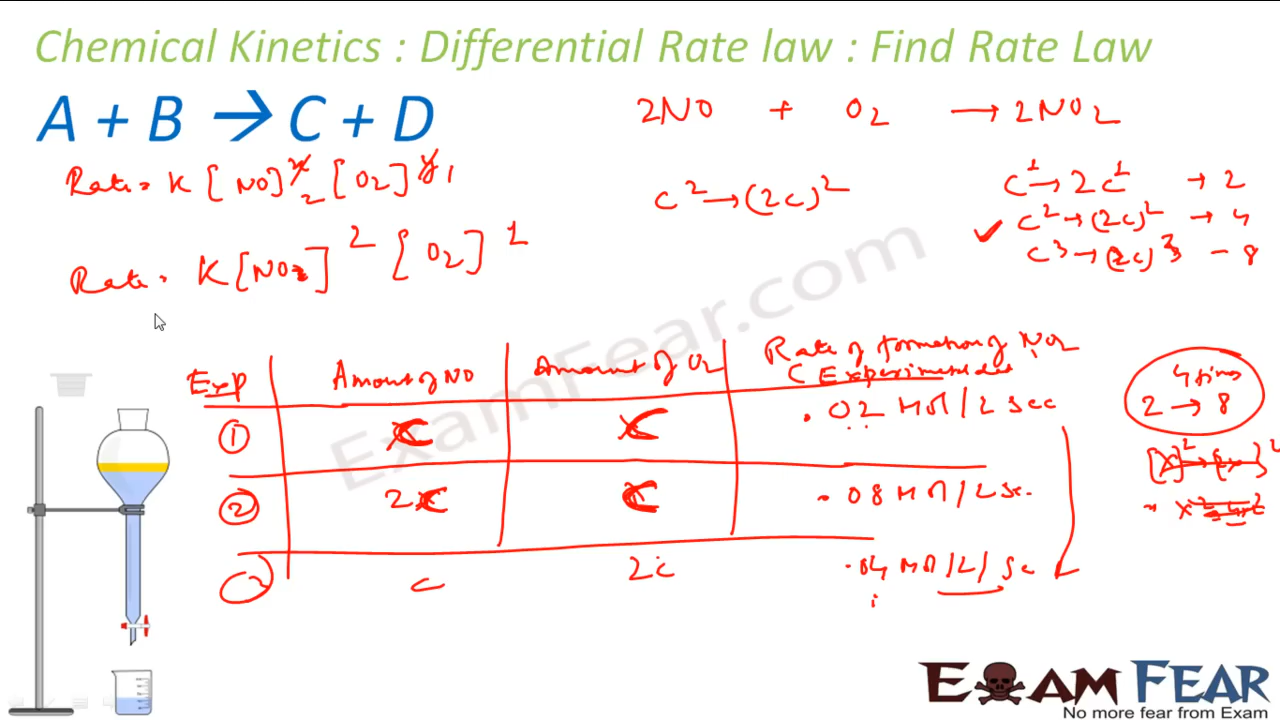 Chemical Kinetics : Differential Rate law : Find Rate Law
A + B → C + D
2NO + O₂ → 2NO₂
Rate = K [NO]ˣ₂ [O₂]ʸ 1
C² → (2C)²
C¹ → 2C¹ → 2
✓ C² → (2C)² → 4
C³ → (2C)³ - 8
Rate = K [NO]² [O₂]¹
Exp Amount of NO Amount of O₂ Rate of formation of NO₂
( Experimental
① C C .02 Mol/L sec
② 2C C .08 Mol/L Sec.
C 2C .04 Mol/L/Sec
4 times
2 → 8
ExamFear.com
EXAM FEAR
No more fear from Exam